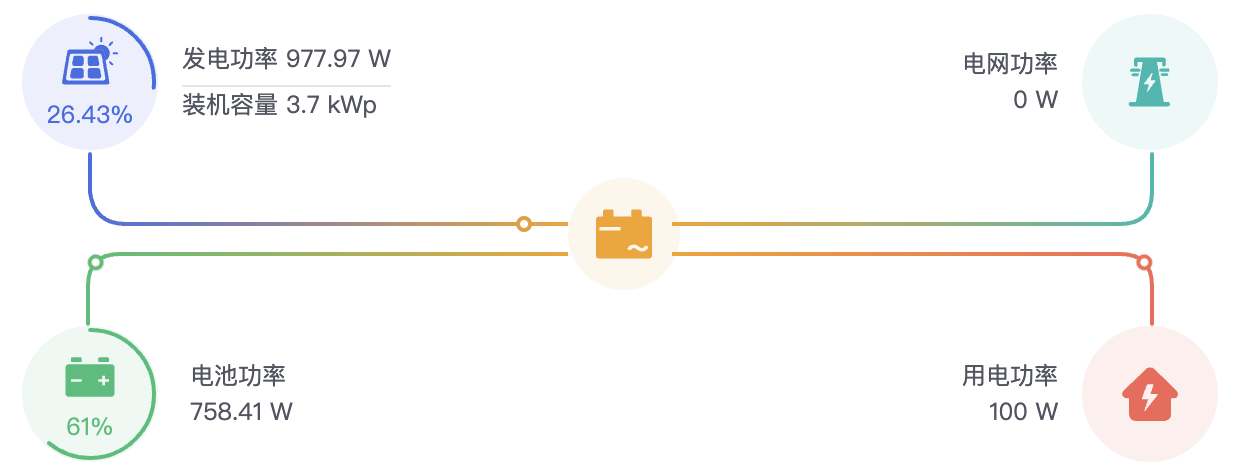 26.43%
发电功率 977.97 W
装机容量 3.7 kWp
电网功率
0 W
61%
电池功率
758.41 W
用电功率
100 W